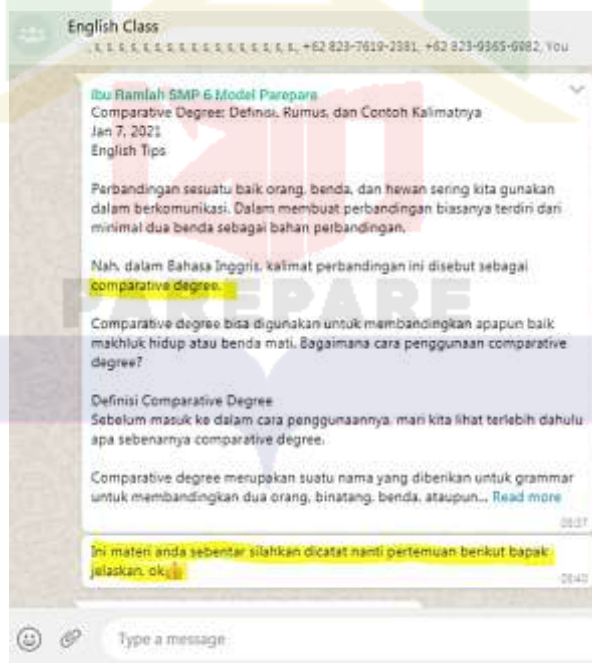 English Class
, +62 823-7619-2381, +62 823-9365-6982, You
Ibu Ramlah SMP 6 Model Parepare
Comparative Degree: Definisi, Rumus, dan Contoh Kalimatnya
Jan 7, 2021
English Tips
Perbandingan sesuatu baik orang, benda, dan hewan sering kita gunakan
dalam berkomunikasi. Dalam membuat perbandingan biasanya terdiri dari
minimal dua benda sebagai bahan perbandingan.
Nah, dalam Bahasa Inggris, kalimat perbandingan ini disebut sebagai
comparative degree.
PAREPARE
Comparative degree bisa digunakan untuk membandingkan apapun baik
makhluk hidup atau benda mati. Bagaimana cara penggunaan comparative
degree?
Definisi Comparative Degree
Sebelum masuk ke dalam cara penggunaannya, mari kita lihat terlebih dahulu
apa sebenarnya comparative degree.
Comparative degree merupakan suatu nama yang diberikan untuk grammar
untuk membandingkan dua orang, binatang, benda, ataupun... Read more
Ini materi anda sebentar silahkan dicatat nanti pertemuan berikut bapak
jelaskan, ok👍
Type a message